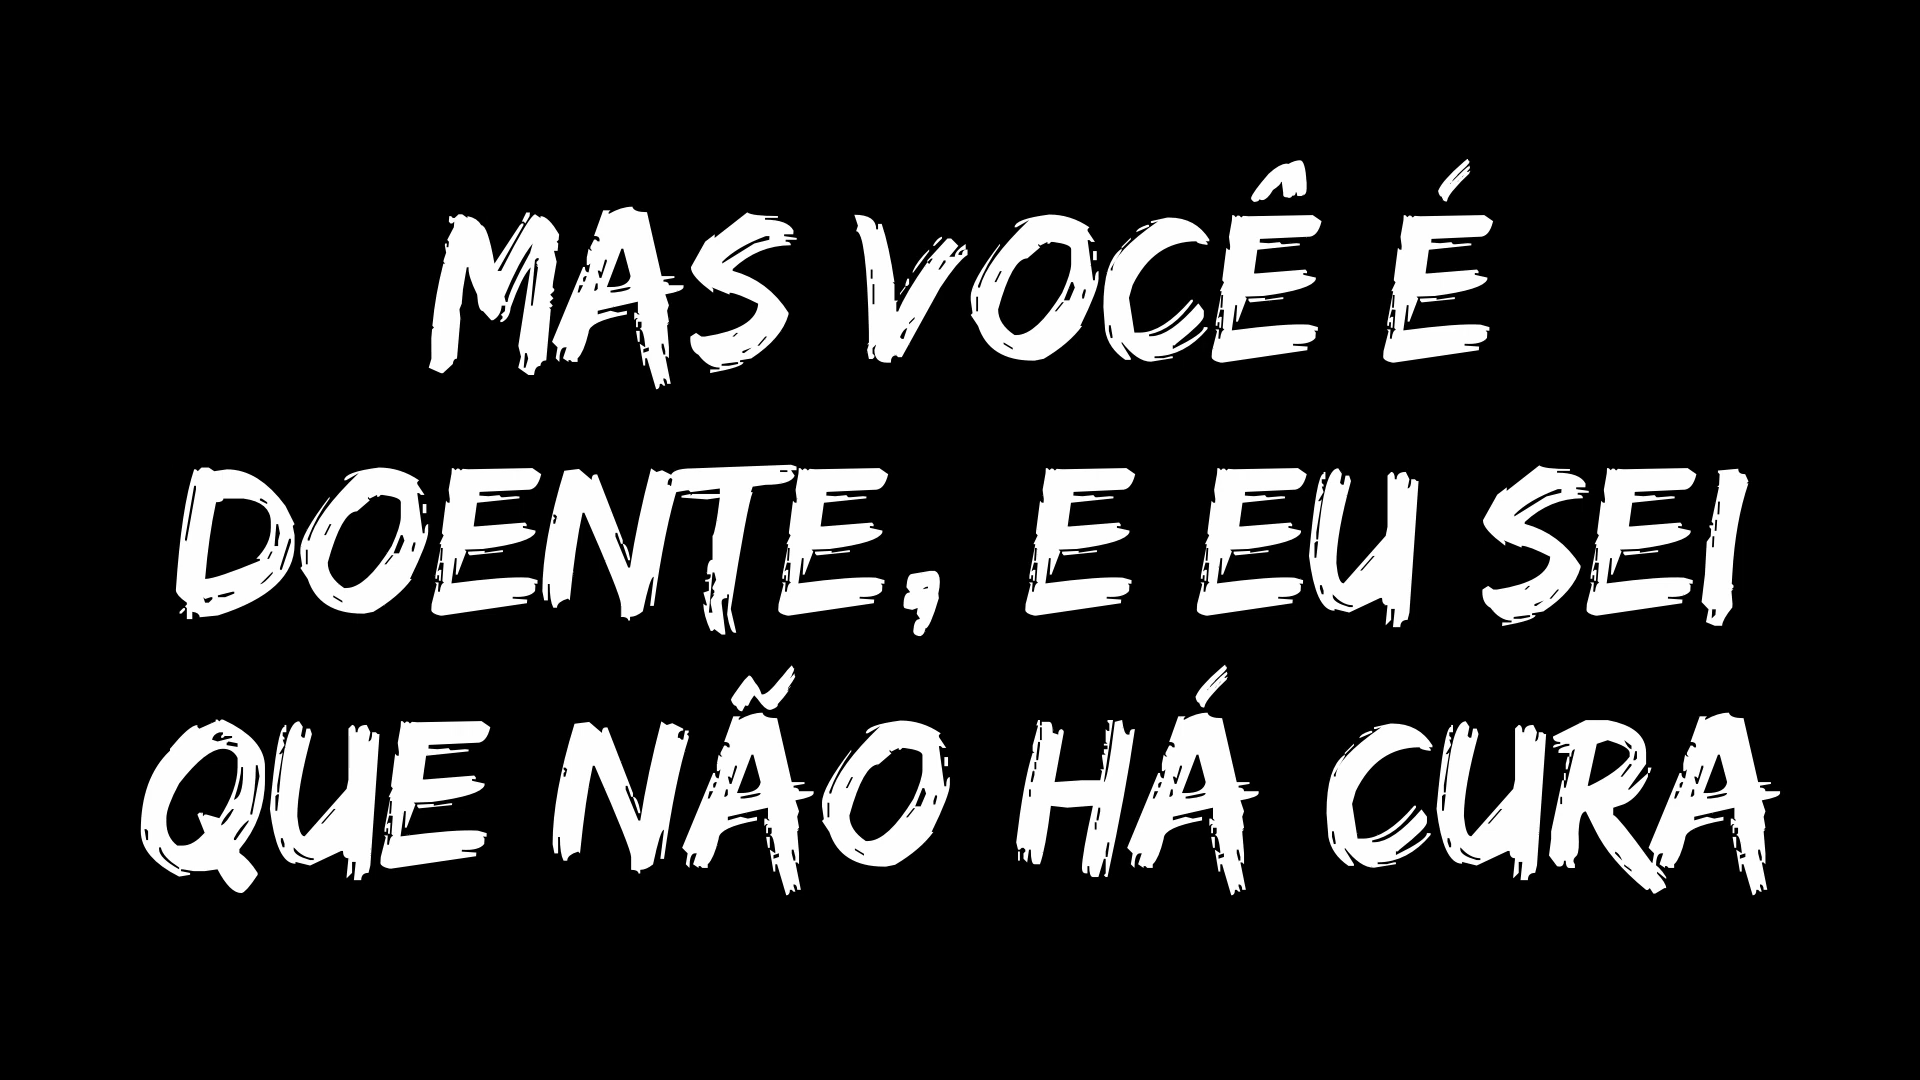 MAS VOCÊ É
DOENTE, E EU SEI
QUE NÃO HÁ CURA